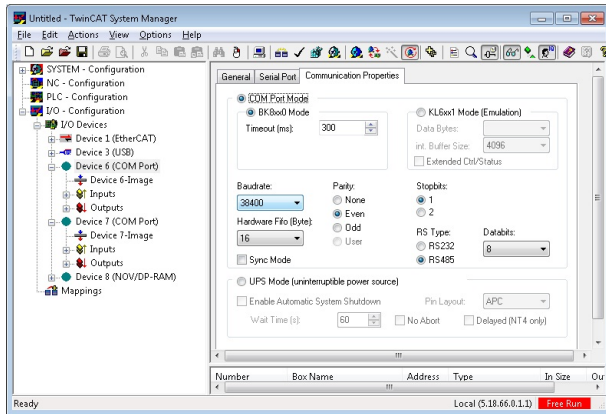 Untitled - TwinCAT System Manager
File Edit Actions View Options Help
SYSTEM - Configuration
NC - Configuration
PLC - Configuration
I/O - Configuration
I/O Devices
Device 1 (EtherCAT)
Device 3 (USB)
Device 6 (COM Port)
Device 6-Image
Inputs
Outputs
Device 7 (COM Port)
Device 7-Image
Inputs
Outputs
Device 8 (NOV/DP-RAM)
Mappings
General Serial Port Communication Properties
COM Port Mode
BK8xx0 Mode
KL6xx1 Mode (Emulation)
Timeout (ms): 300
Data Bytes:
int. Buffer Size: 4096
Extended Ctrl/Status
Baudrate: Parity: Stopbits:
38400 None 1
Even 2
Hardware Fifo (Byte): Odd RS Type: Databits:
16 User RS232 8
Sync Mode RS485
UPS Mode (uninterruptible power source)
Enable Automatic System Shutdown Pin Layout: APC
Wait Time (s): 60 No Abort Delayed (NT4 only)
Number Box Name Address Type In Size Ou
Ready Local (5.18.66.0.1.1) Free Run